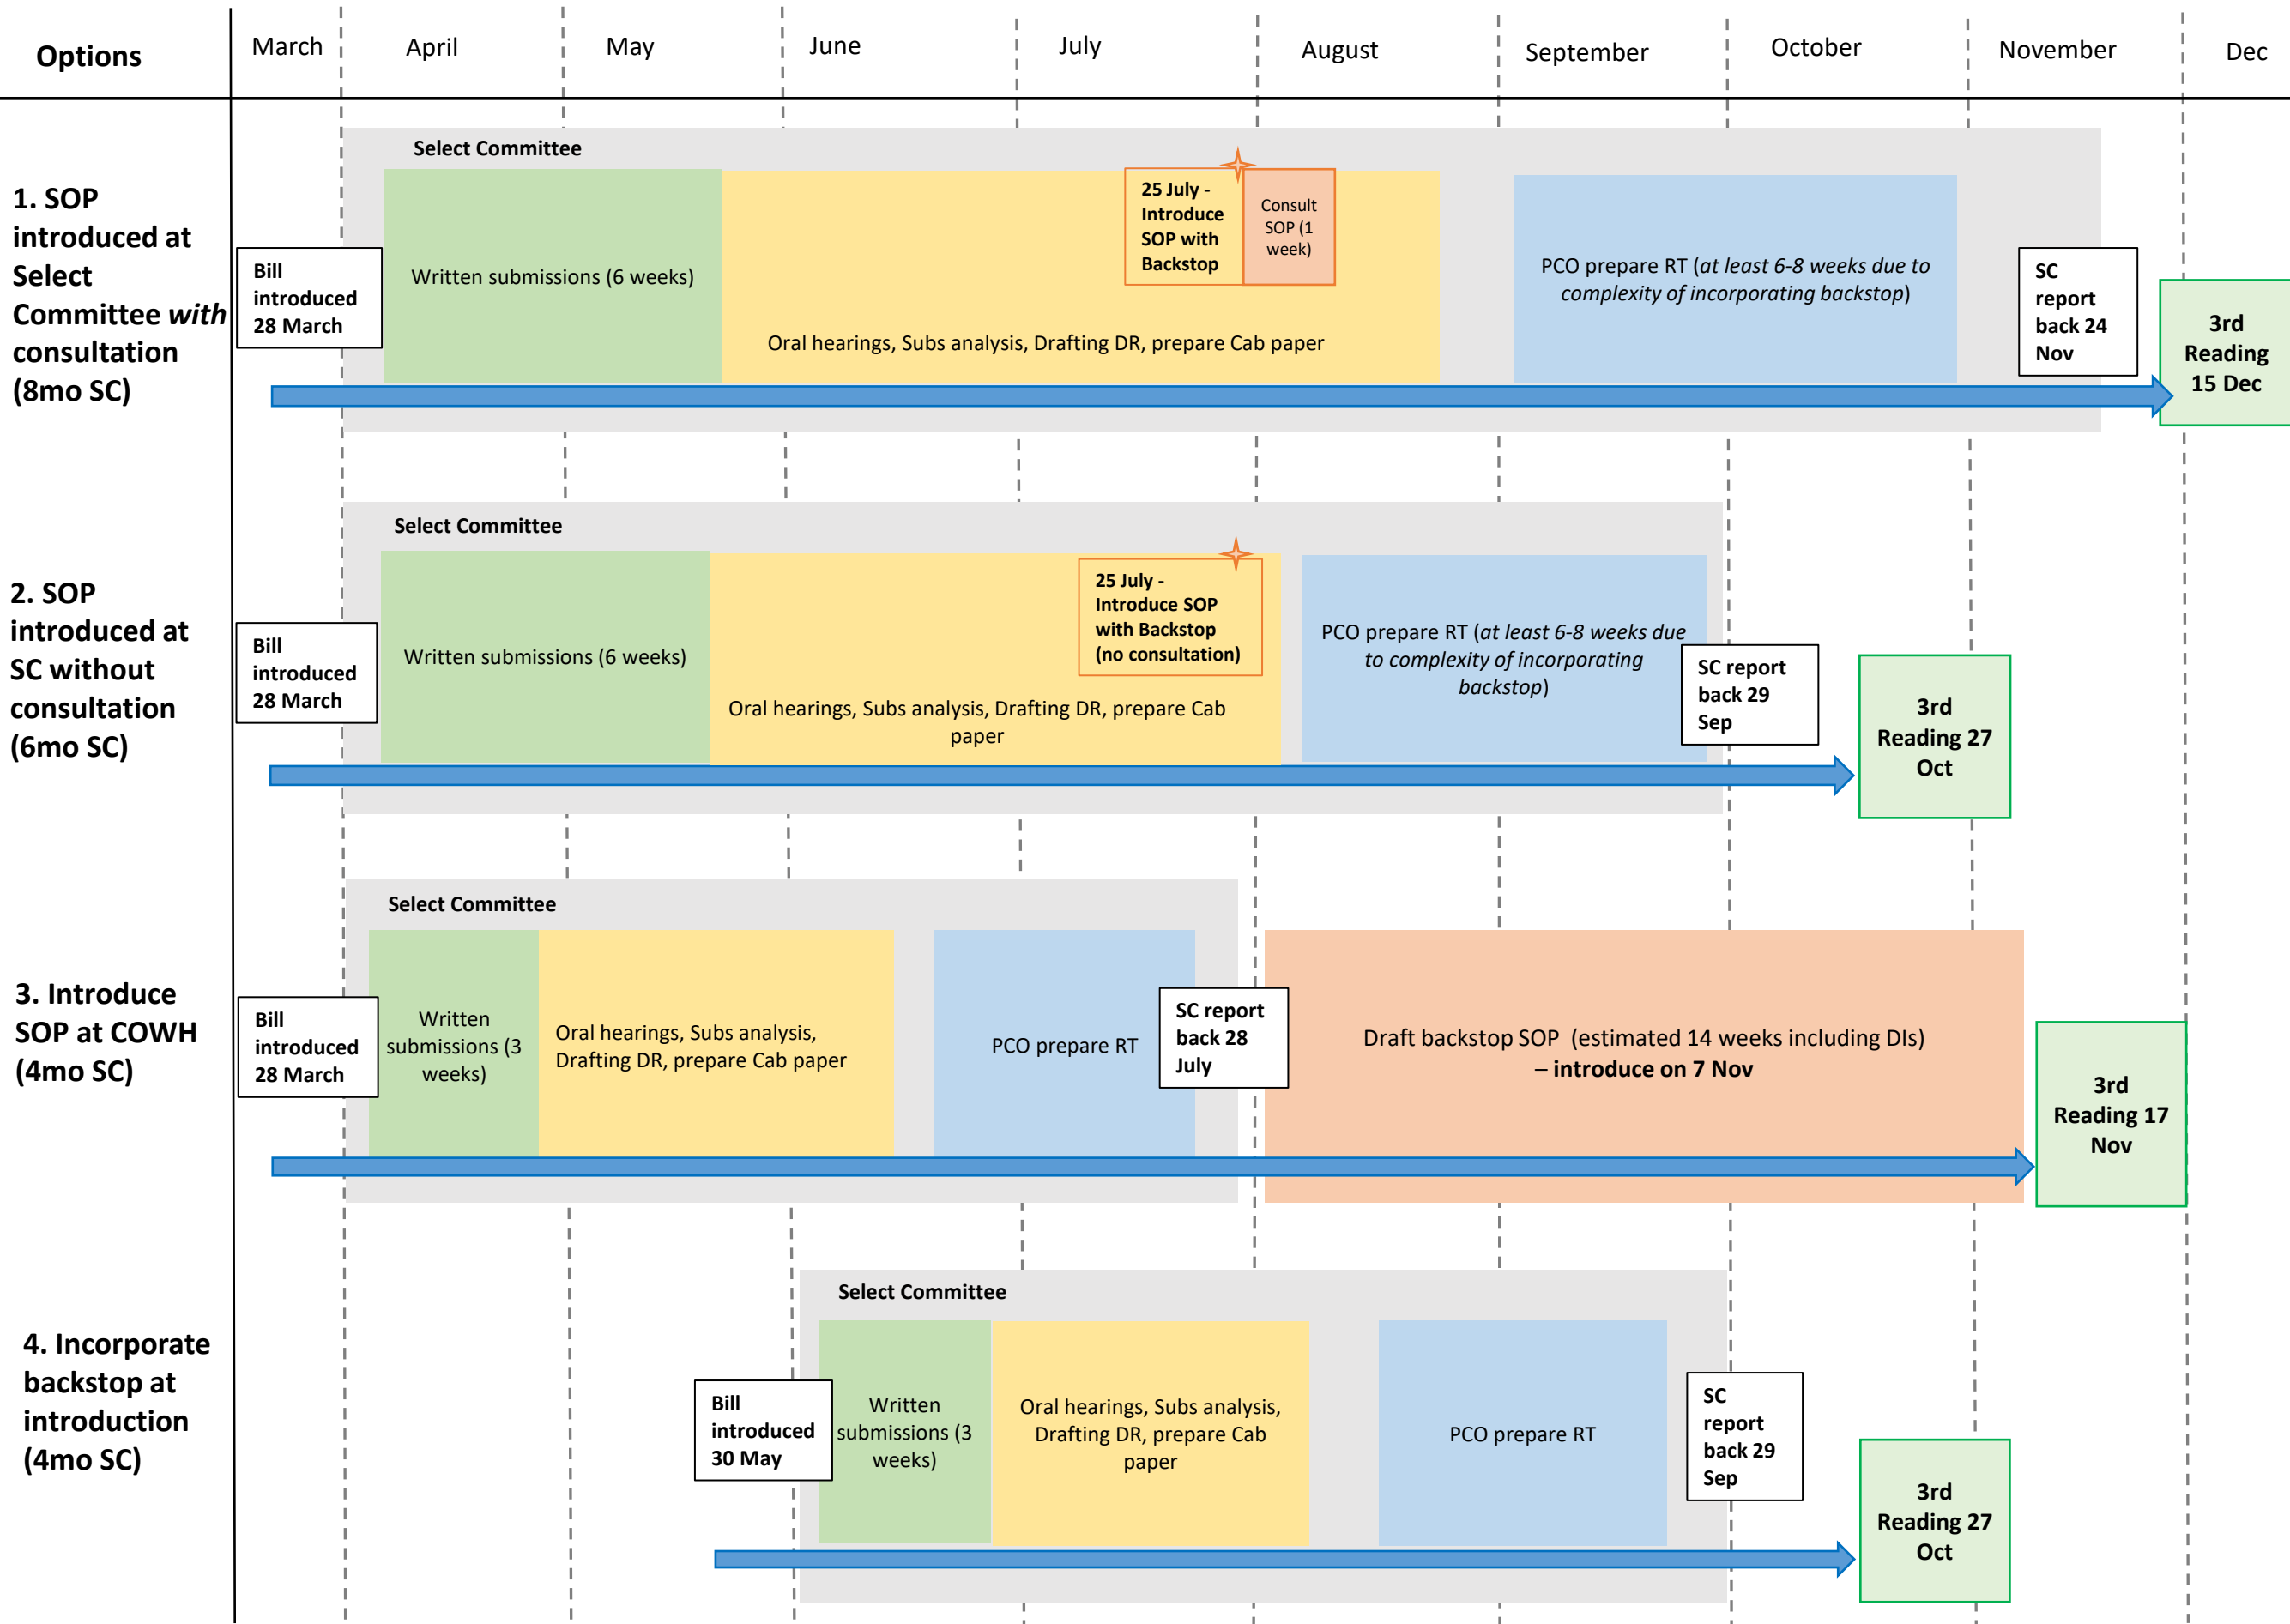 Options
March
April
May
June
July
August
September
October
November
Dec
1. SOP
introduced at
Select
Committee with
consultation
(8mo SC)
Bill
introduced
28 March
Select Committee
Written submissions (6 weeks)
25 July -
Introduce
SOP with
Backstop
Consult
SOP (1
week)
Oral hearings, Subs analysis, Drafting DR, prepare Cab paper
PCO prepare RT (at least 6-8 weeks due to
complexity of incorporating backstop)
SC
report
back 24
Nov
3rd
Reading
15 Dec
2. SOP
introduced at
SC without
consultation
(6mo SC)
Bill
introduced
28 March
Select Committee
Written submissions (6 weeks)
25 July -
Introduce SOP
with Backstop
(no consultation)
Oral hearings, Subs analysis, Drafting DR, prepare Cab
paper
PCO prepare RT (at least 6-8 weeks due
to complexity of incorporating
backstop)
SC report
back 29
Sep
3rd
Reading 27
Oct
3. Introduce
SOP at COWH
(4mo SC)
Bill
introduced
28 March
Select Committee
Written
submissions (3
weeks)
Oral hearings, Subs analysis,
Drafting DR, prepare Cab paper
PCO prepare RT
SC report
back 28
July
Draft backstop SOP (estimated 14 weeks including DIs)
– introduce on 7 Nov
3rd
Reading 17
Nov
4. Incorporate
backstop at
introduction
(4mo SC)
Bill
introduced
30 May
Select Committee
Written
submissions (3
weeks)
Oral hearings, Subs analysis,
Drafting DR, prepare Cab
paper
PCO prepare RT
SC
report
back 29
Sep
3rd
Reading 27
Oct